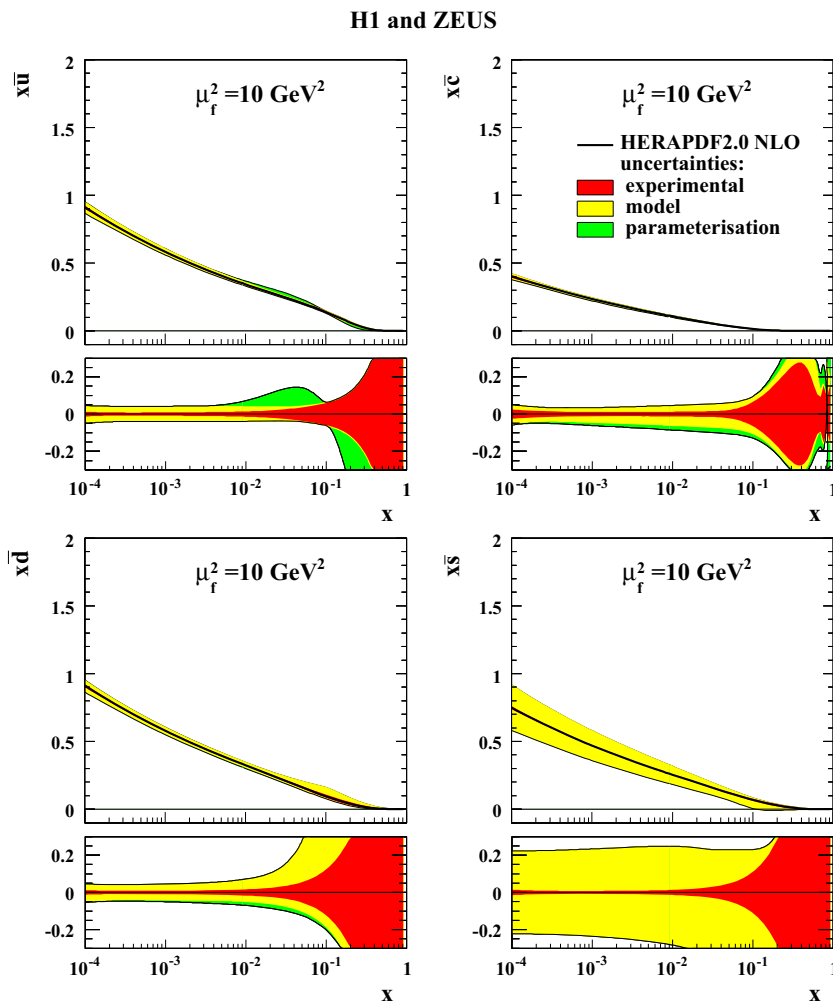 H1 and ZEUS
xu̅
μ_f^2 =10 GeV^2
2
1.5
1
0.5
0
0.2
0
-0.2
10^-4 10^-3 10^-2 10^-1 1
x
xc̅
μ_f^2 =10 GeV^2
HERAPDF2.0 NLO
uncertainties:
experimental
model
parameterisation
2
1.5
1
0.5
0
0.2
0
-0.2
10^-4 10^-3 10^-2 10^-1 1
x
xd̅
μ_f^2 =10 GeV^2
2
1.5
1
0.5
0
0.2
0
-0.2
10^-4 10^-3 10^-2 10^-1 1
x
xs̅
μ_f^2 =10 GeV^2
2
1.5
1
0.5
0
0.2
0
-0.2
10^-4 10^-3 10^-2 10^-1 1
x